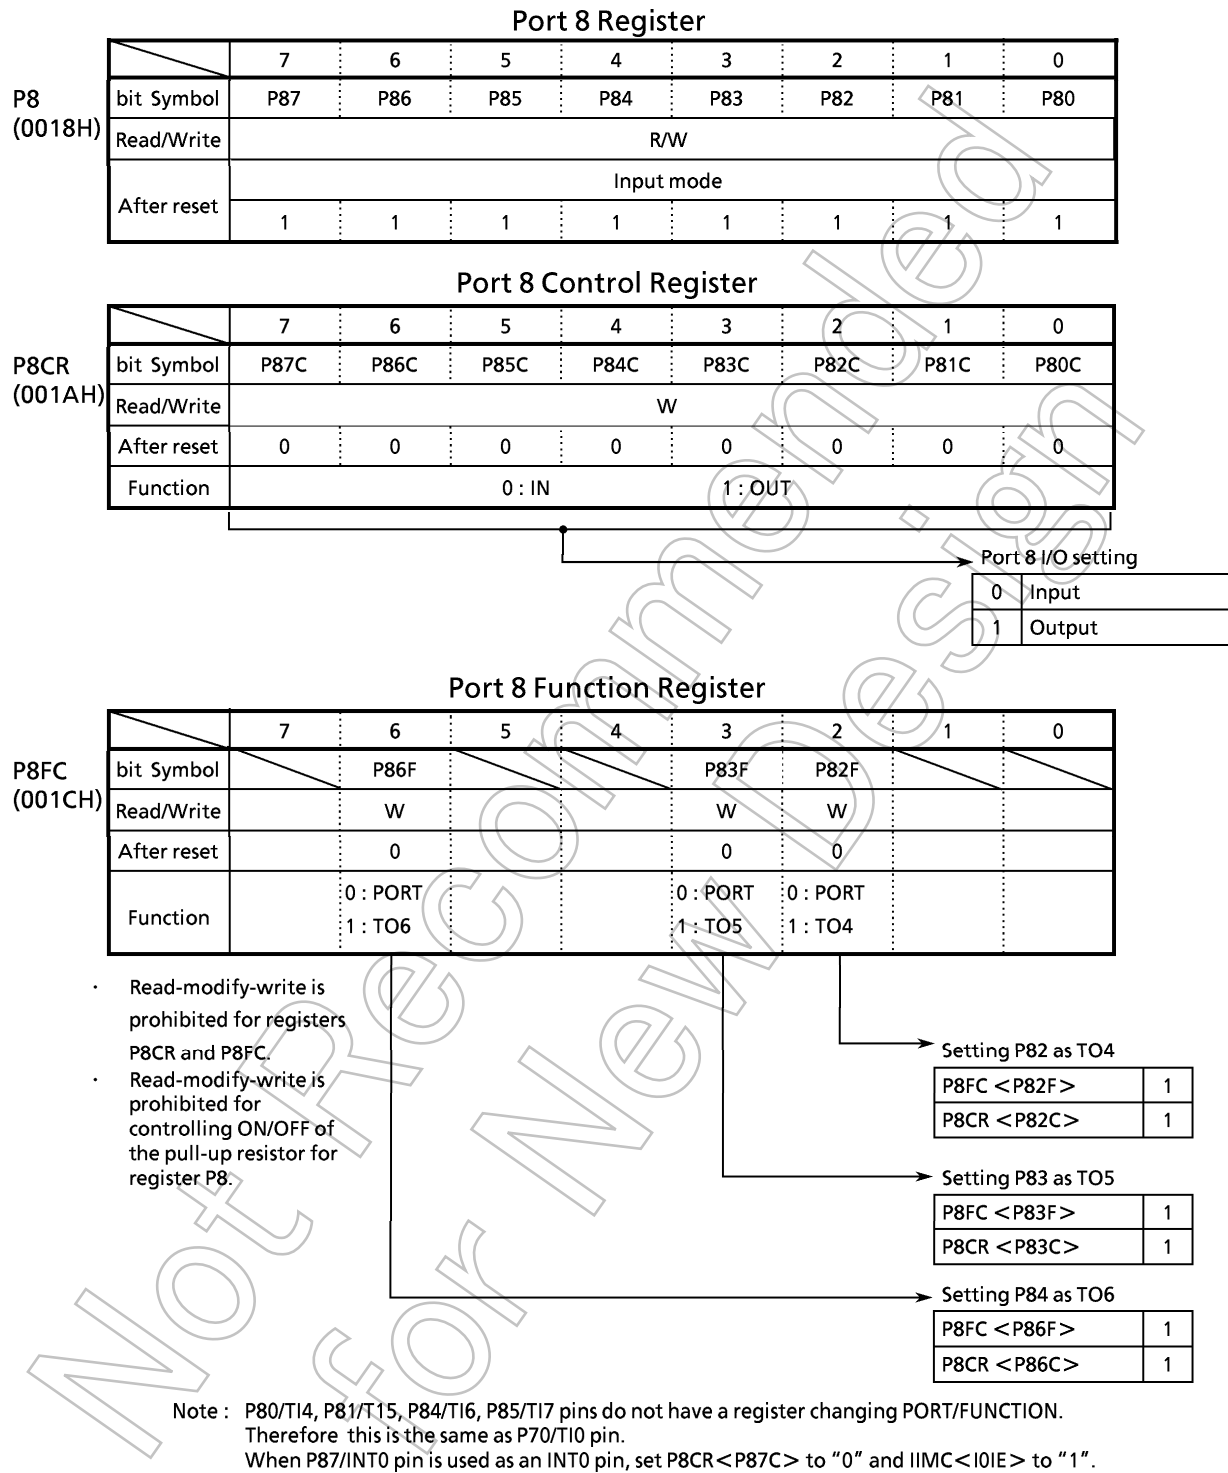 Port 8 Register
7 6 5 4 3 2 1 0
P8
(0018H)
bit Symbol P87 P86 P85 P84 P83 P82 P81 P80
Read/Write R/W
After reset Input mode
1 1 1 1 1 1 1 1
Port 8 Control Register
7 6 5 4 3 2 1 0
P8CR
(001AH)
bit Symbol P87C P86C P85C P84C P83C P82C P81C P80C
Read/Write W
After reset 0 0 0 0 0 0 0 0
Function 0 : IN 1 : OUT
Port 8 I/O setting
0 Input
1 Output
Port 8 Function Register
7 6 5 4 3 2 1 0
P8FC
(001CH)
bit Symbol P86F P83F P82F
Read/Write W W W
After reset 0 0 0
Function
0 : PORT 0 : PORT 0 : PORT
1 : TO6 1 : TO5 1 : TO4
· Read-modify-write is
prohibited for registers
P8CR and P8FC.
· Read-modify-write is
prohibited for
controlling ON/OFF of
the pull-up resistor for
register P8.
Setting P82 as TO4
P8FC <P82F> 1
P8CR <P82C> 1
Setting P83 as TO5
P8FC <P83F> 1
P8CR <P83C> 1
Setting P84 as TO6
P8FC <P86F> 1
P8CR <P86C> 1
Note : P80/TI4, P81/T15, P84/TI6, P85/TI7 pins do not have a register changing PORT/FUNCTION.
Therefore this is the same as P70/TI0 pin.
When P87/INT0 pin is used as an INT0 pin, set P8CR<P87C> to “0” and IIMC<I0IE> to “1”.
Not Recommended
for New Design